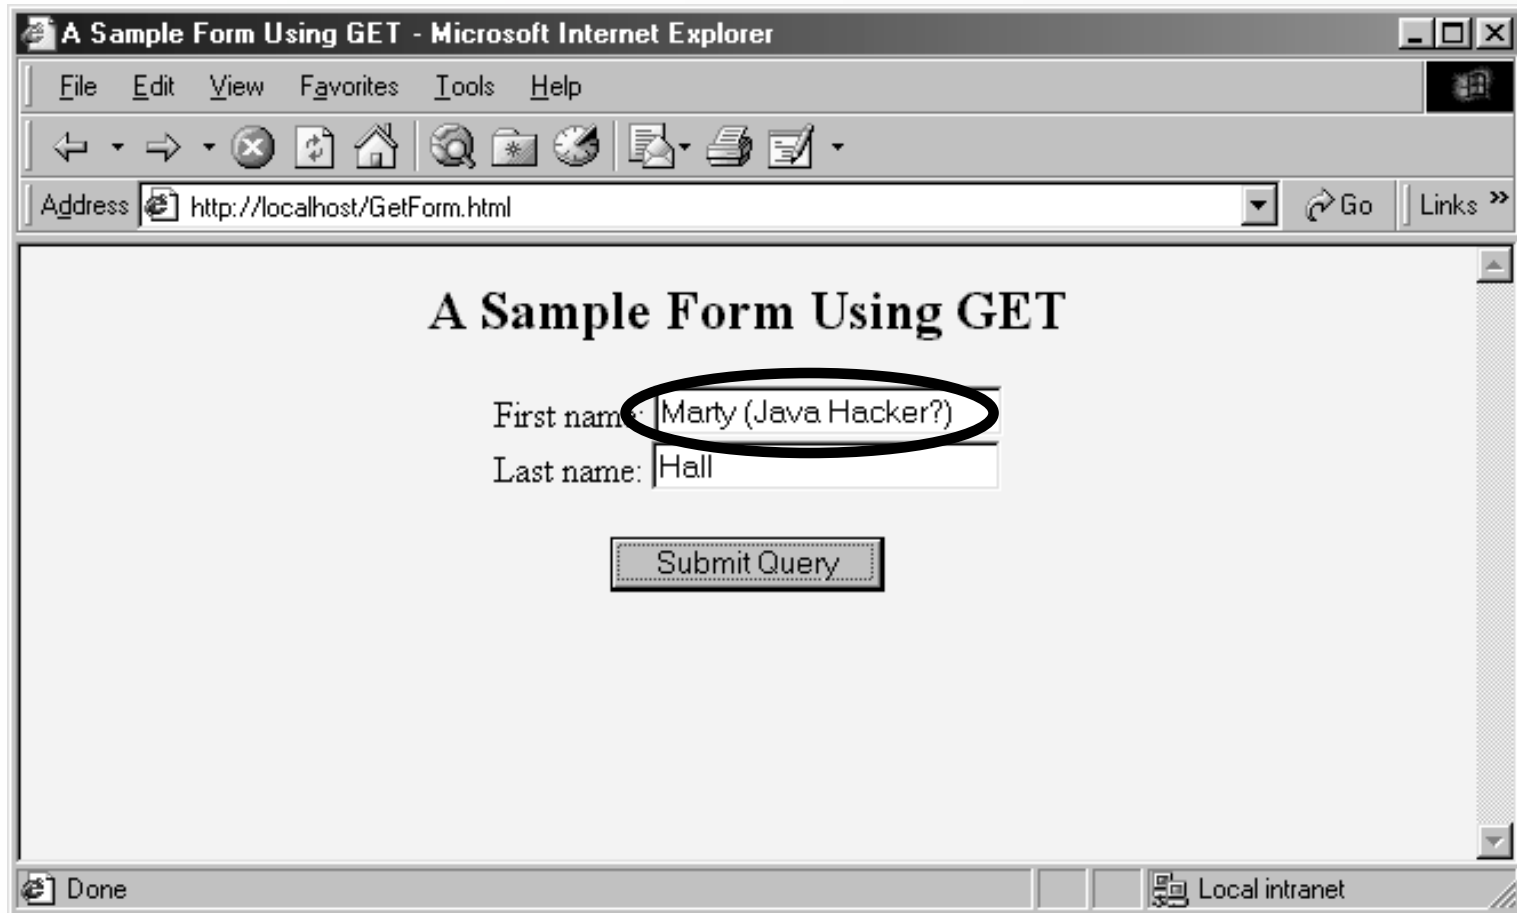 A Sample Form Using GET - Microsoft Internet Explorer
File Edit View Favorites Tools Help
Address http://localhost/GetForm.html Go Links »
A Sample Form Using GET
First name: Marty (Java Hacker?)
Last name: Hall
Submit Query
Done Local intranet